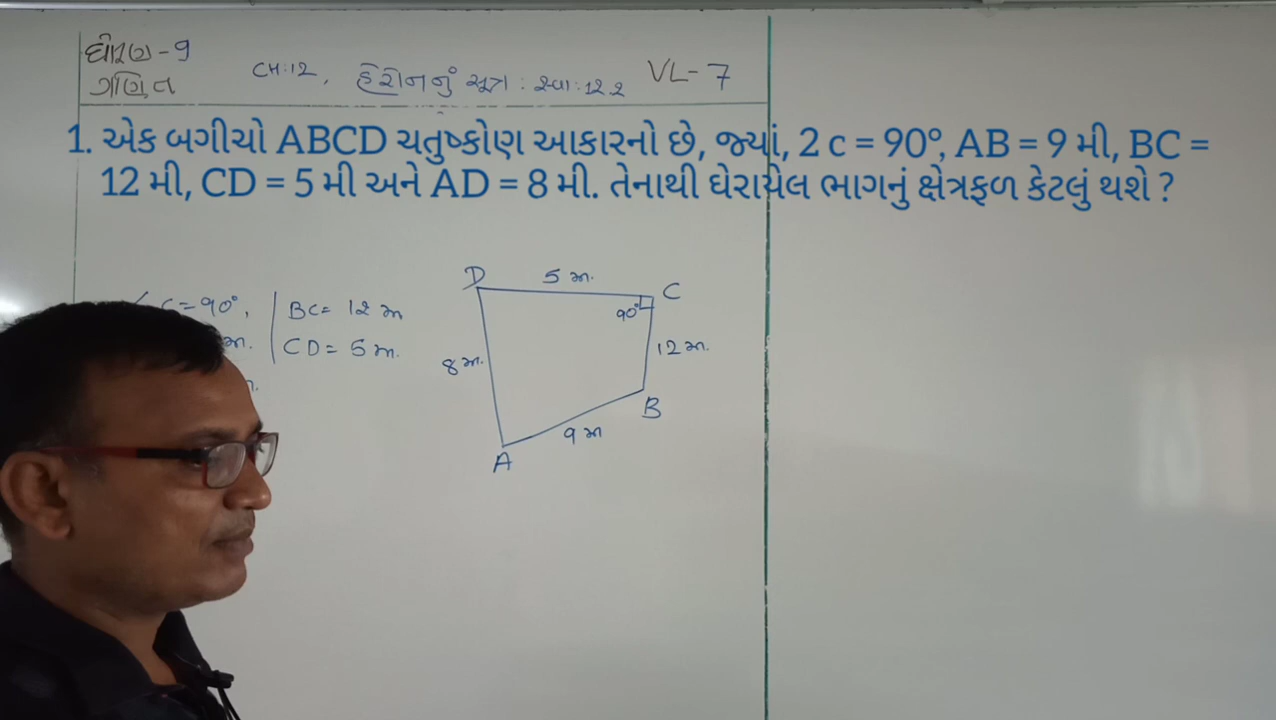 ધોરણ - ૧
ગણિત
CH:12, હેરોનનું સૂત્ર : સ્વા : 12.2 VL- 7
1. એક બગીચો ABCD ચતુષ્કોણ આકારનો છે, જ્યાં, 2 c = 90°, AB = 9 મી, BC =
12 મી, CD = 5 મી અને AD = 8 મી. તેનાથી ઘેરાયેલ ભાગનું ક્ષેત્રફળ કેટલું થશે ?
D 5 મી. C
C = 90°, BC = 12 મી
90°
CD = 5 મી.
8 મી. 12 મી.
B
9 મી
A